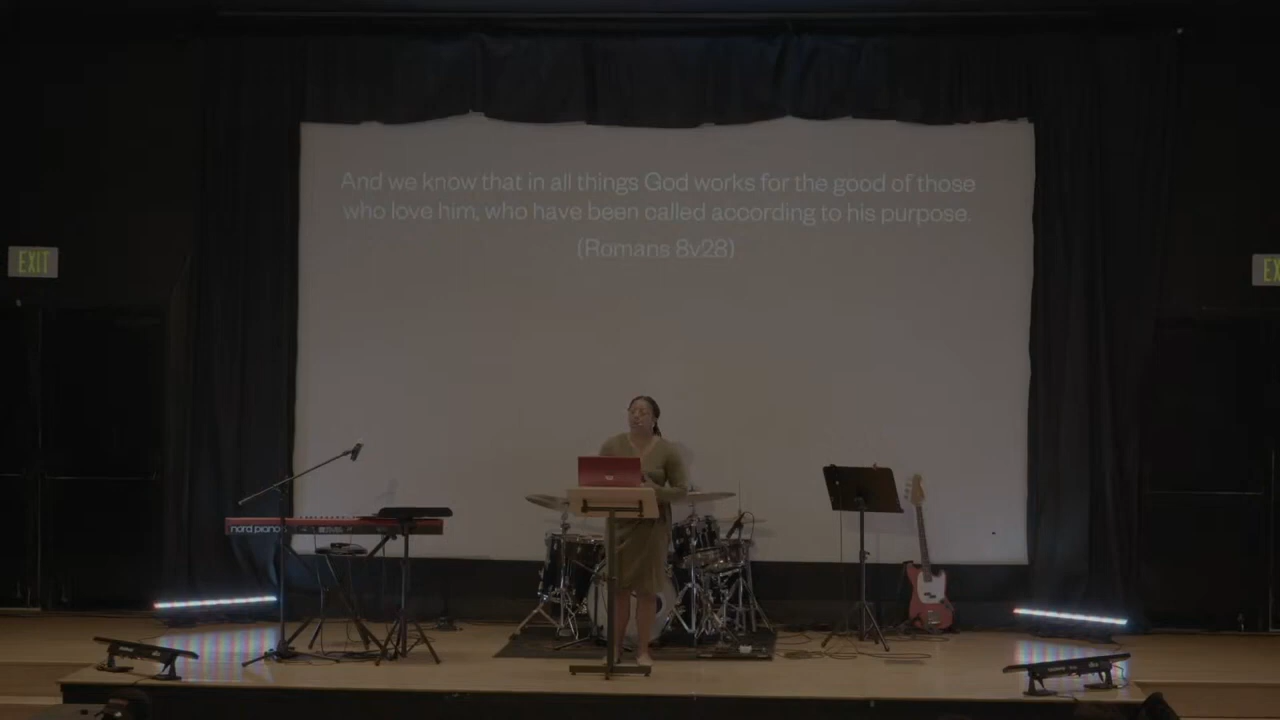 And we know that in all things God works for the good of those
who love him, who have been called according to his purpose.
(Romans 8v28)
EXIT
EX
nord piano